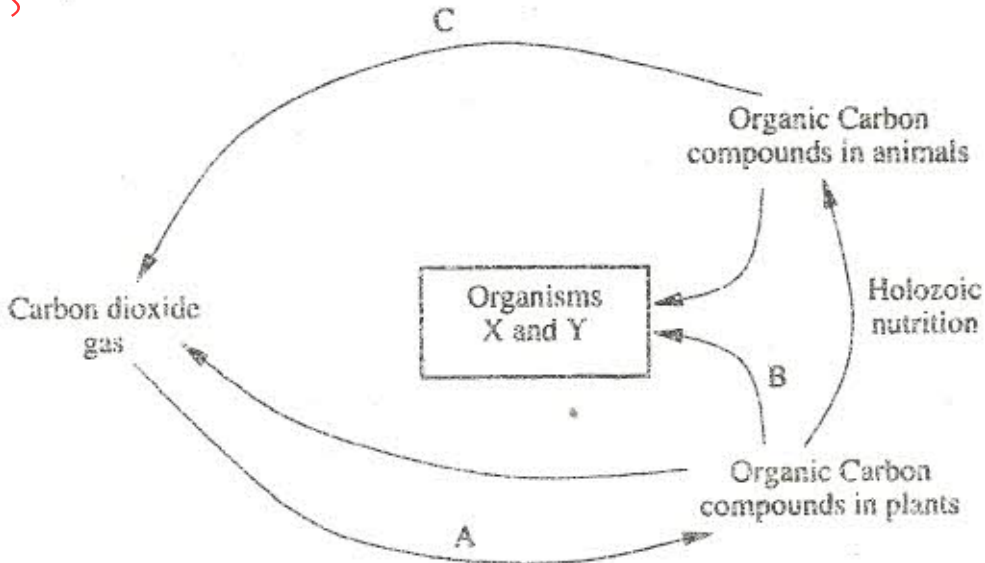 C
Organic Carbon
compounds in animals
Carbon dioxide
gas
Organisms
X and Y
Holozoic
nutrition
B
Organic Carbon
compounds in plants
A